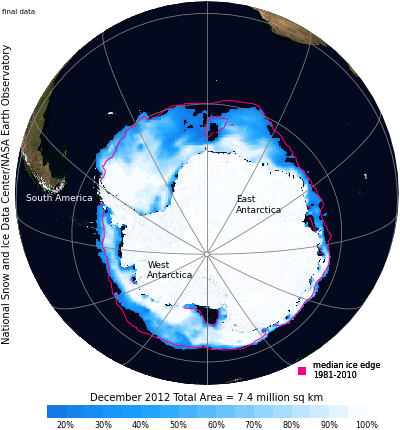 final data
National Snow and Ice Data Center/NASA Earth Observatory
South America
East
Antarctica
West
Antarctica
median ice edge
1981-2010
December 2012 Total Area = 7.4 million sq km
20% 30% 40% 50% 60% 70% 80% 90% 100%